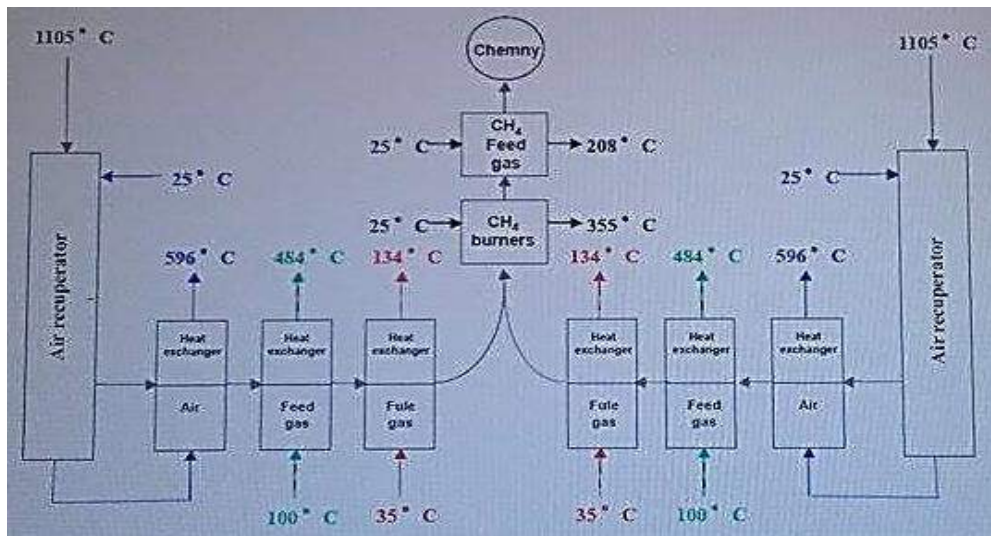 1105° C
Chemny
1105° C
25° C
CH₄
Feed
gas
208° C
25° C
25° C
25° C
CH₄
burners
355° C
596° C
484° C
134° C
134° C
484° C
596° C
Air recuperator
Heat
exchanger
Heat
exchanger
Heat
exchanger
Heat
exchanger
Heat
exchanger
Heat
exchanger
Air recuperator
Air
Feed
gas
Fule
gas
Fule
gas
Feed
gas
Air
100° C
35° C
35° C
100° C